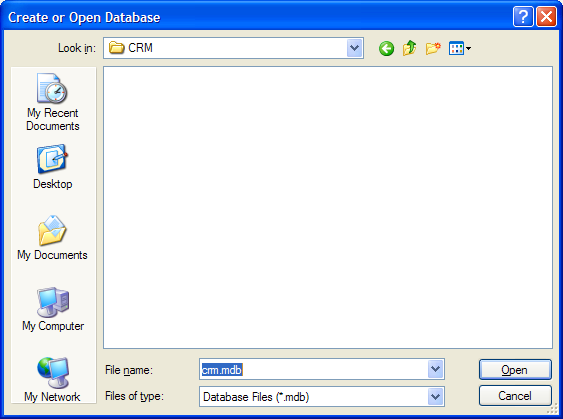 Create or Open Database
Look in:
CRM
My Recent
Documents
Desktop
My Documents
My Computer
My Network
File name:
crm.mdb
Open
Files of type:
Database Files (*.mdb)
Cancel